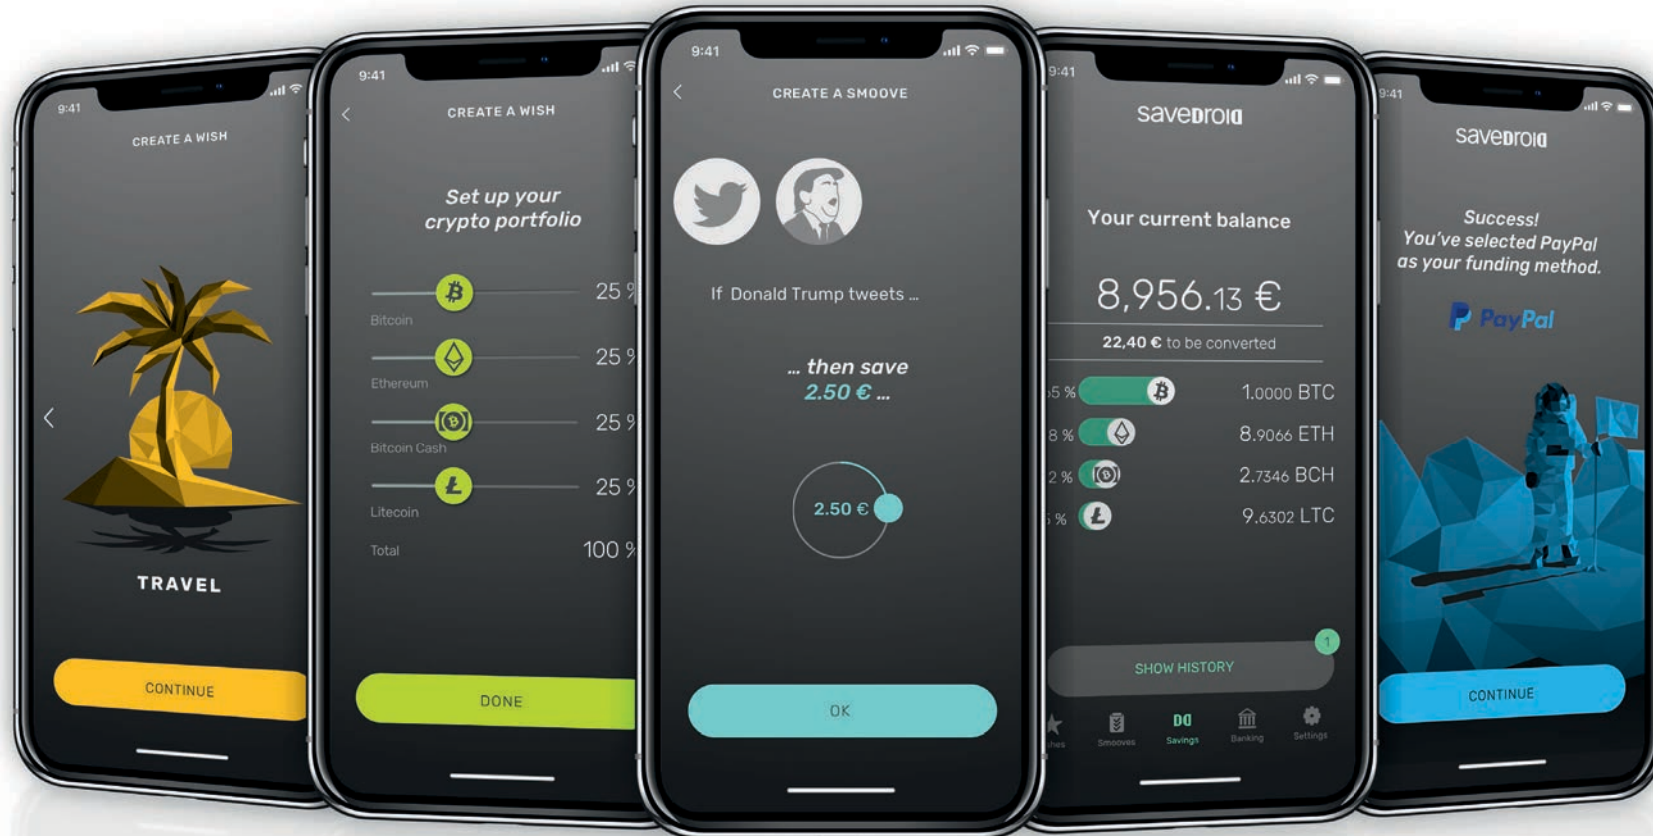 9:41
CREATE A WISH
TRAVEL
CONTINUE
9:41
CREATE A WISH
Set up your
crypto portfolio
25 %
Bitcoin
25 %
Ethereum
25 %
Bitcoin Cash
25 %
Litecoin
Total 100 %
DONE
9:41
CREATE A SMOOVE
If Donald Trump tweets ...
... then save
2.50 € ...
2.50 €
OK
9:41
SAVEDROID
Your current balance
8,956.13 €
22,40 € to be converted
5 % 1.0000 BTC
8 % 8.9066 ETH
2 % 2.7346 BCH
% 9.6302 LTC
1
SHOW HISTORY
Smooves Savings Banking Settings
9:41
SAVEDROID
Success!
You've selected PayPal
as your funding method.
PayPal
CONTINUE